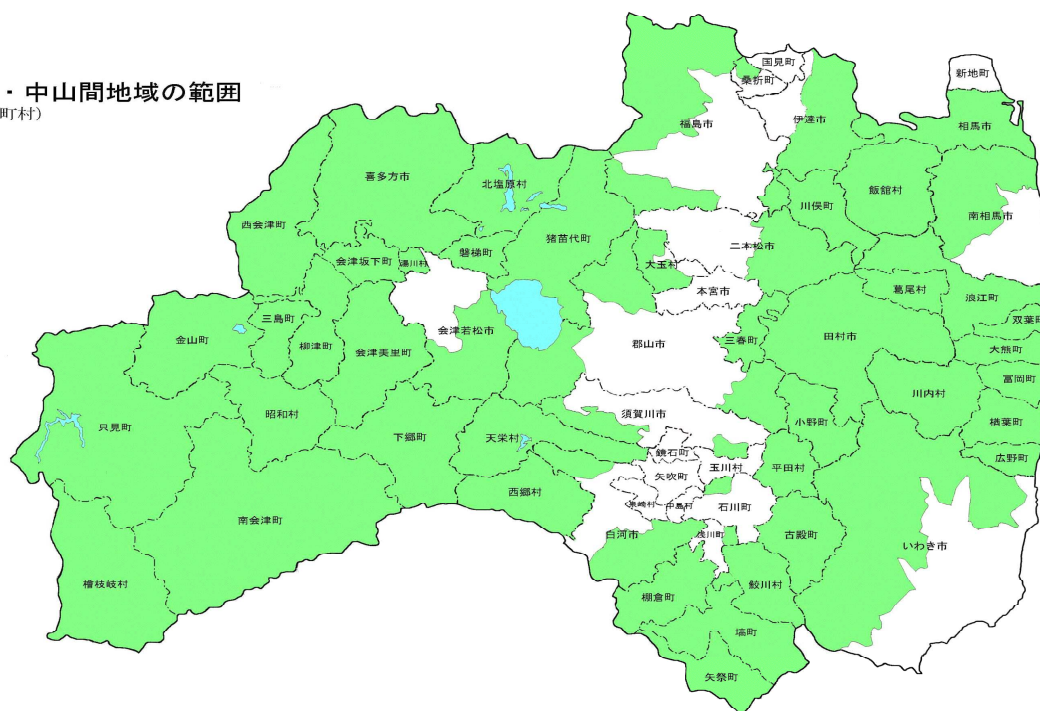 ・中山間地域の範囲
町村）
国見町
新地町
桑折町
伊達市
福島市
相馬市
喜多方市
北塩原村
飯舘村
川俣町
南相馬市
西会津町
猪苗代町
二本松市
磐梯町
会津坂下町
湯川村
大玉村
葛尾村
本宮市
浪江町
三島町
双葉町
会津若松市
金山町
柳津町
会津美里町
郡山市
三春町
田村市
大熊町
富岡町
川内村
昭和村
須賀川市
小野町
楢葉町
只見町
下郷町
天栄村
鏡石町
玉川村
平田村
広野町
矢吹町
西郷村
泉崎村
中島村
石川町
南会津町
白河市
浅川町
古殿町
いわき市
檜枝岐村
鮫川村
棚倉町
塙町
矢祭町